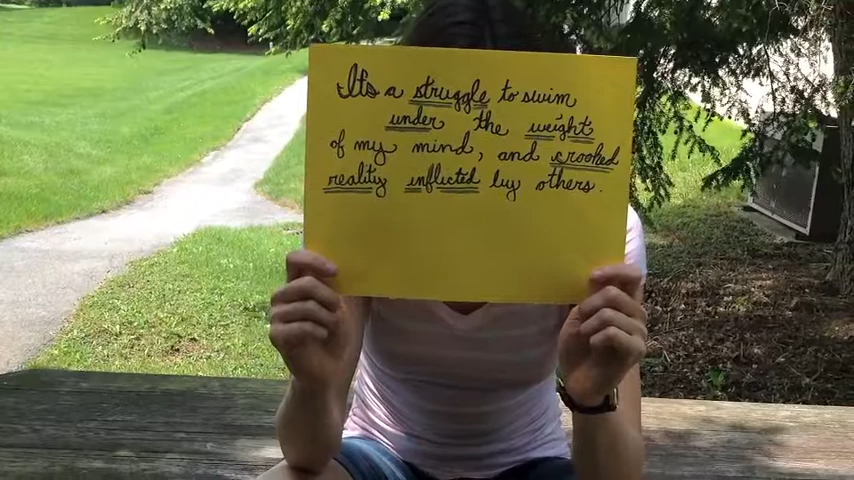 It's a struggle to swim
under the weight
of my mind, and crooked
reality inflicted by others.